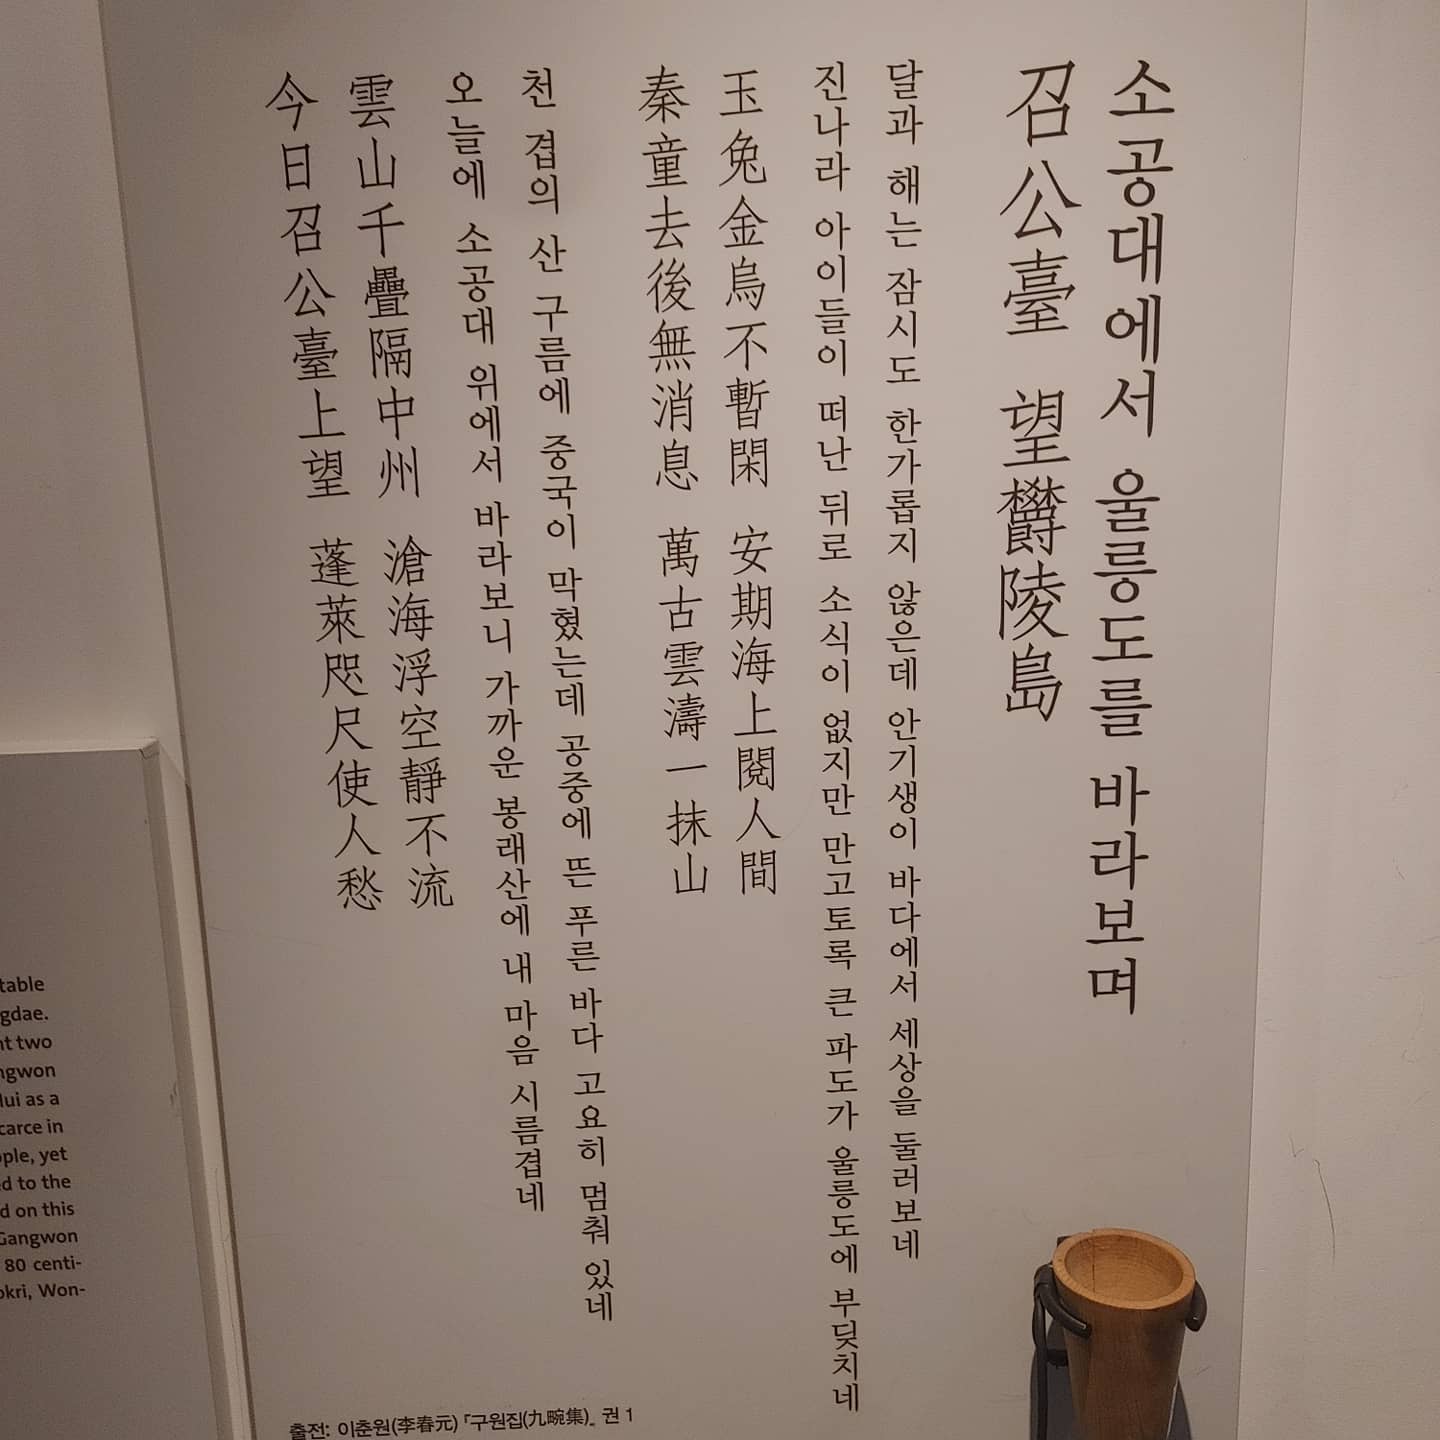 소공대에서 울릉도를 바라보며
召公臺 望欝陵島
달과 해는 잠시도 한가롭지 않은데 안기생이 바다에서 세상을 둘러보네
진나라 아이들이 떠난 뒤로 소식이 없지만 만고토록 큰 파도가 울릉도에 부딪치네
玉兔金烏不暫閑 安期海上閱人間
秦童去後無消息 萬古雲濤一抹山
천 겹의 산 구름에 중국이 막혔는데 공중에 뜬 푸른 바다 고요히 멈춰 있네
오늘에 소공대 위에서 바라보니 가까운 봉래산에 내 마음 시름겹네
雲山千疊隔中州 滄海浮空靜不流
今日召公臺上望 蓬萊咫尺使人愁
출전: 이춘원(李春元)「구원집(九畹集)」 권 1
table
gdae.
nt two
ngwon
lui as a
carce in
ople, yet
ed to the
d on this
Gangwon
80 centi-
okri, Won-